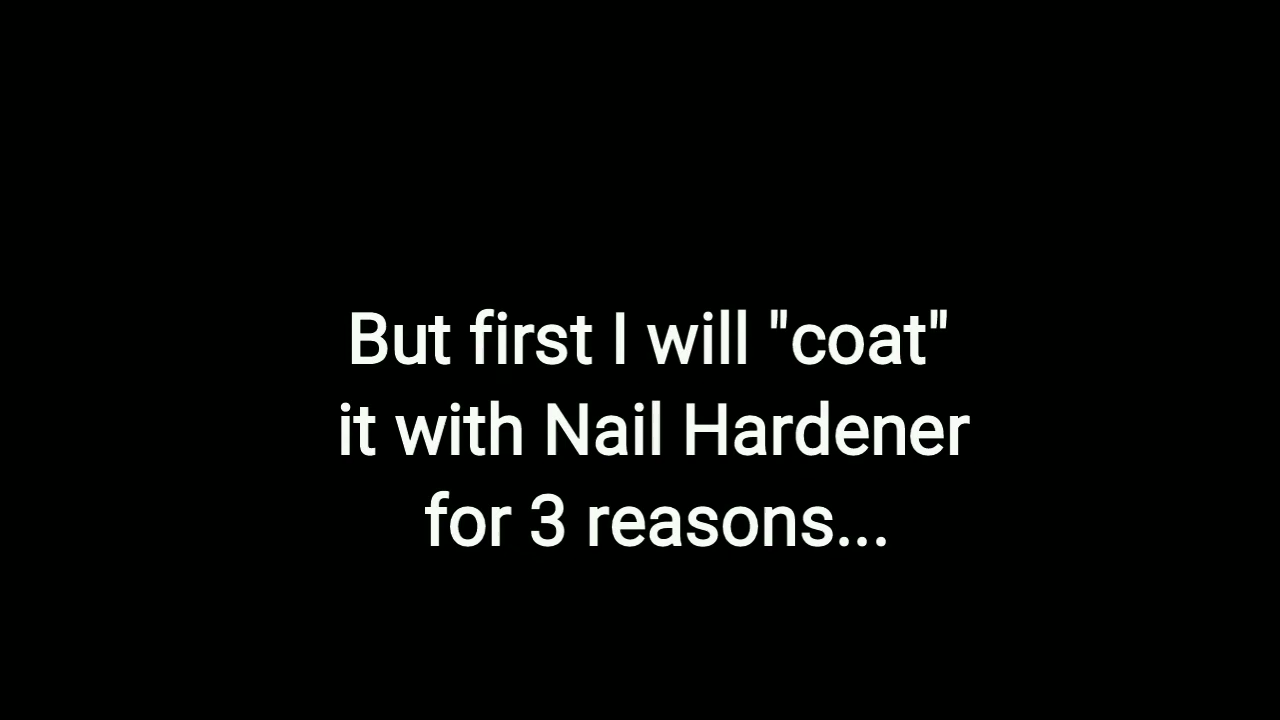 But first I will "coat"
it with Nail Hardener
for 3 reasons...